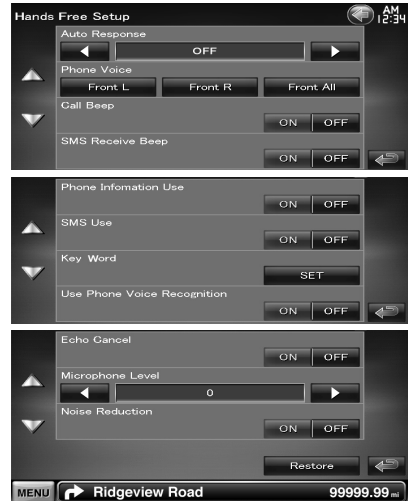 Hands Free Setup AM 12:34
Auto Response
OFF
Phone Voice
Front L Front R Front All
Call Beep
ON OFF
SMS Receive Beep
ON OFF
Phone Infomation Use
ON OFF
SMS Use
ON OFF
Key Word
SET
Use Phone Voice Recognition
ON OFF
Echo Cancel
ON OFF
Microphone Level
0
Noise Reduction
ON OFF
Restore
MENU Ridgeview Road 99999.99 mi